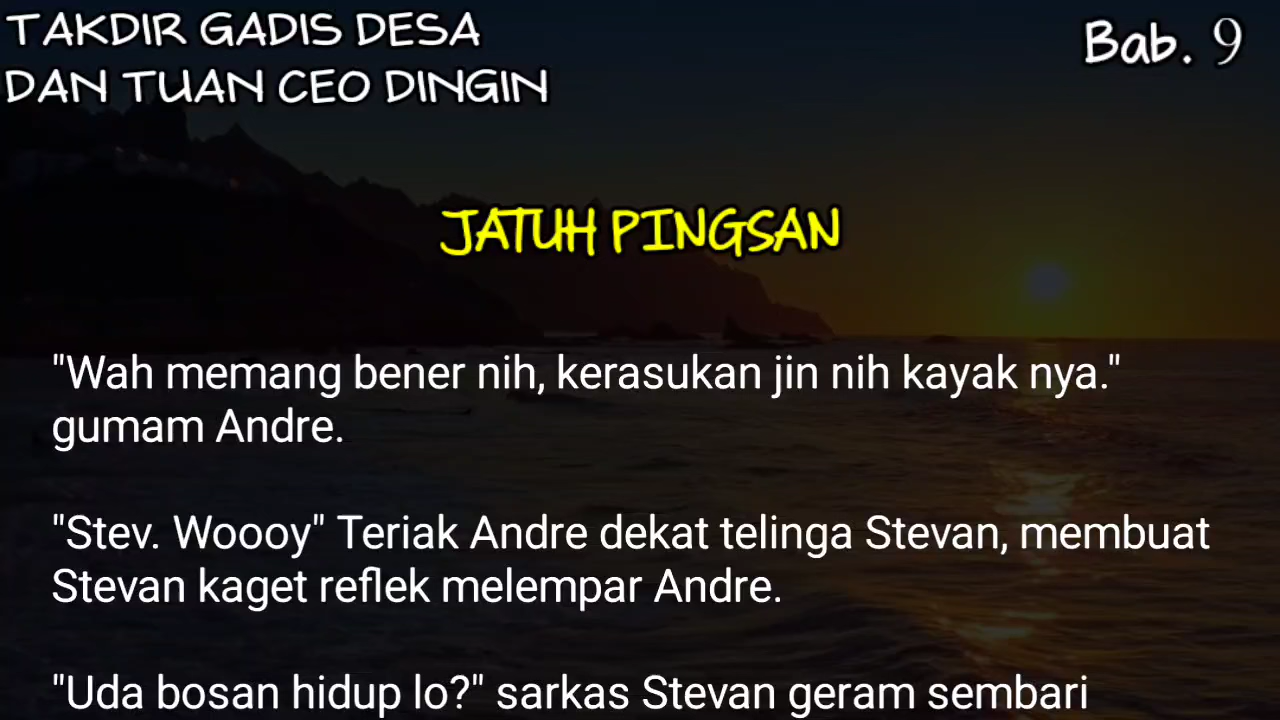 TAKDIR GADIS DESA
DAN TUAN CEO DINGIN
Bab. 9
JATUH PINGSAN
"Wah memang bener nih, kerasukan jin nih kayak nya."
gumam Andre.
"Stev. Woooy" Teriak Andre dekat telinga Stevan, membuat
Stevan kaget reflek melempar Andre.
"Uda bosan hidup lo?" sarkas Stevan geram sembari